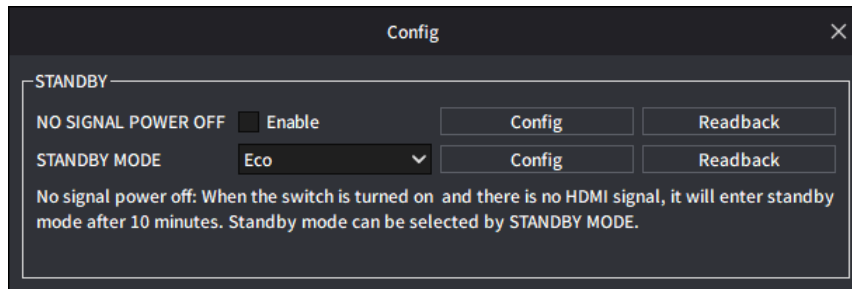 Config
STANDBY
NO SIGNAL POWER OFF Enable Config Readback
STANDBY MODE Eco Config Readback
No signal power off: When the switch is turned on and there is no HDMI signal, it will enter standby
mode after 10 minutes. Standby mode can be selected by STANDBY MODE.